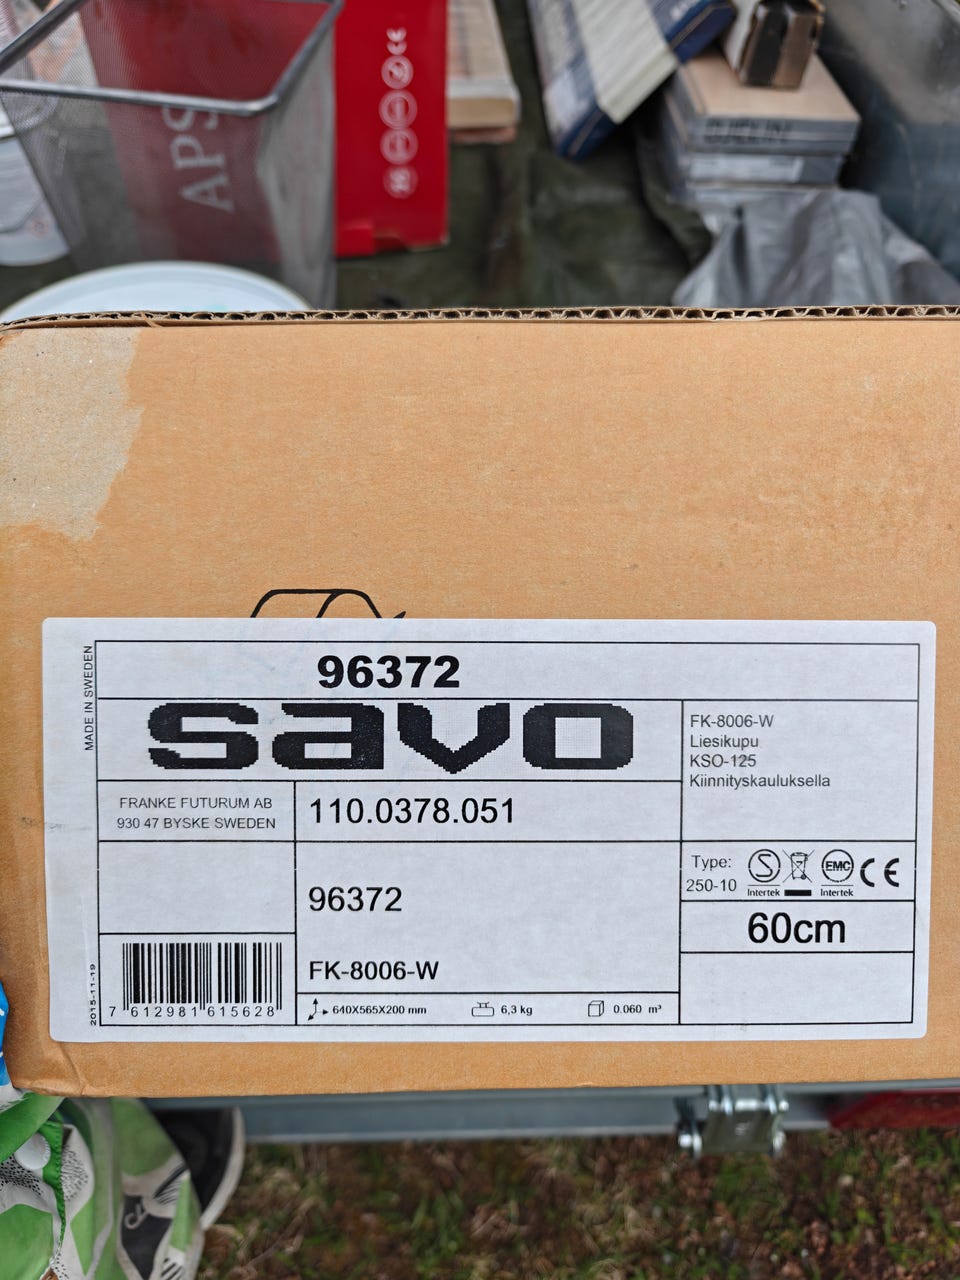 APS
CE
MADE IN SWEDEN
96372
savo
FK-8006-W
Liesikupu
KSO-125
Kiinnityskauluksella
FRANKE FUTURUM AB
930 47 BYSKE SWEDEN
110.0378.051
Type:
250-10
S
Intertek
EMC
Intertek
CE
96372
60cm
FK-8006-W
2015-11-19
7 612981 615628
640X565X200 mm
6,3 kg
0.060 m³